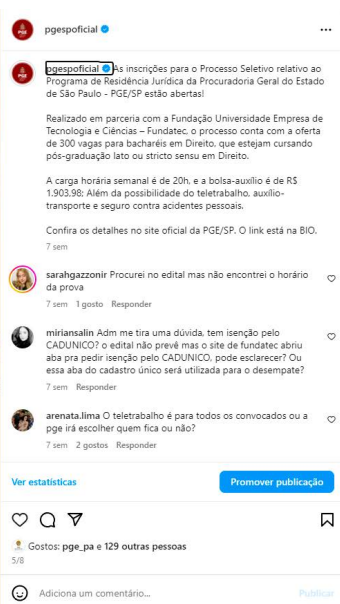 pgespoficial
pgespoficial As inscrições para o Processo Seletivo relativo ao
Programa de Residência Jurídica da Procuradoria Geral do Estado
de São Paulo - PGE/SP estão abertas!
Realizado em parceria com a Fundação Universidade Empresa de
Tecnologia e Ciências – Fundatec, o processo conta com a oferta
de 300 vagas para bacharéis em Direito, que estejam cursando
pós-graduação lato ou stricto sensu em Direito.
A carga horária semanal é de 20h, e a bolsa-auxílio é de R$
1.903,98; Além da possibilidade do teletrabalho, auxílio-
transporte e seguro contra acidentes pessoais.
Confira os detalhes no site oficial da PGE/SP. O link está na BIO.
7 sem
sarahgazzonir Procurei no edital mas não encontrei o horário
da prova
7 sem 1 gosto Responder
miriansalin Adm me tira uma dúvida, tem isenção pelo
CADUNICO? o edital não prevê mas o site de fundatec abriu
aba pra pedir isenção pelo CADUNICO, pode esclarecer? Ou
essa aba do cadastro único será utilizada para o desempate?
7 sem Responder
arenata.lima O teletrabalho é para todos os convocados ou a
pge irá escolher quem fica ou não?
7 sem 2 gostos Responder
Ver estatísticas Promover publicação
Gostos: pge_pa e 129 outras pessoas
5/8
Adiciona um comentário... Publicar